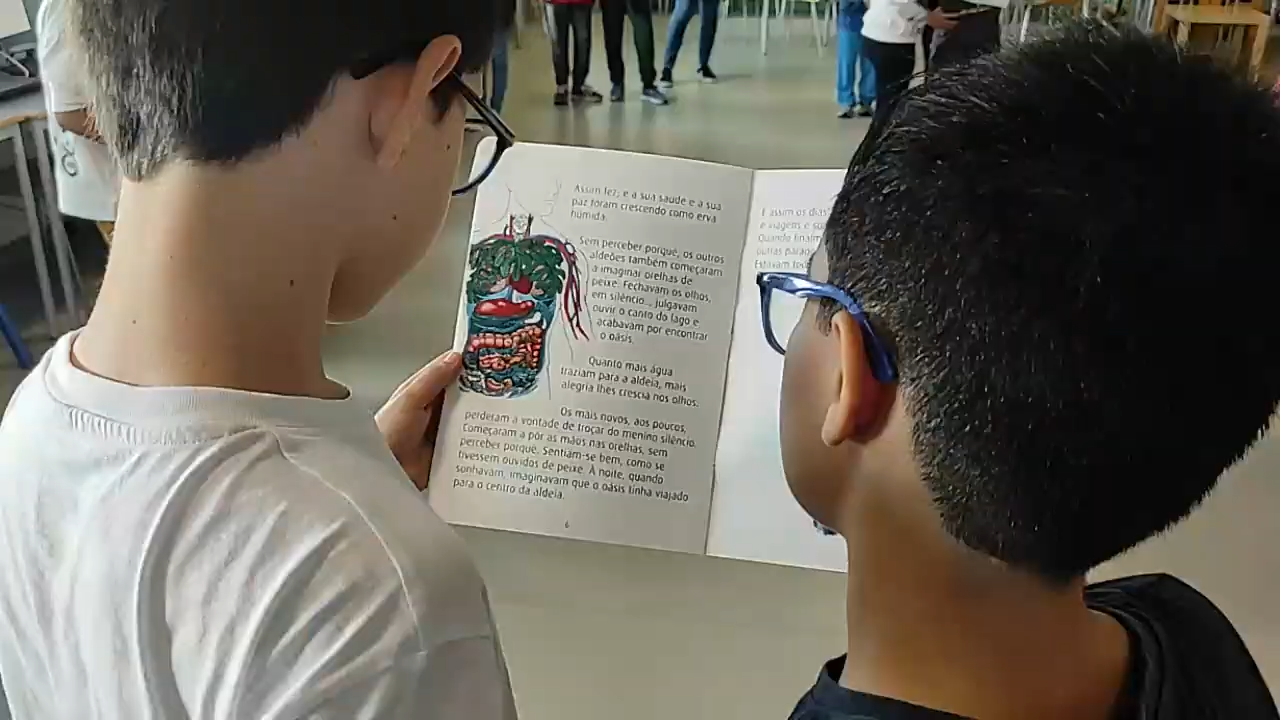 Assim fez, e a sua saúde e a sua
paz foram crescendo como erva
húmida.
Sem perceber porquê, os outros
aldeões também começaram
a imaginar orelhas de
peixe. Fechavam os olhos,
em silêncio... julgavam
ouvir o canto do lago e
acabavam por encontrar
o oásis.
Quanto mais água
traziam para a aldeia, mais
alegria lhes crescia nos olhos.
Os mais novos, aos poucos,
perderam a vontade de troçar do menino silêncio.
Começaram a pôr as mãos nas orelhas, sem
perceber porquê. Sentiam-se bem, como se
tivessem ouvidos de peixe. À noite, quando
sonhavam, imaginavam que o oásis tinha viajado
para o centro da aldeia.
6
E assim os dias
e viagens e
Quando
outras
Estavam